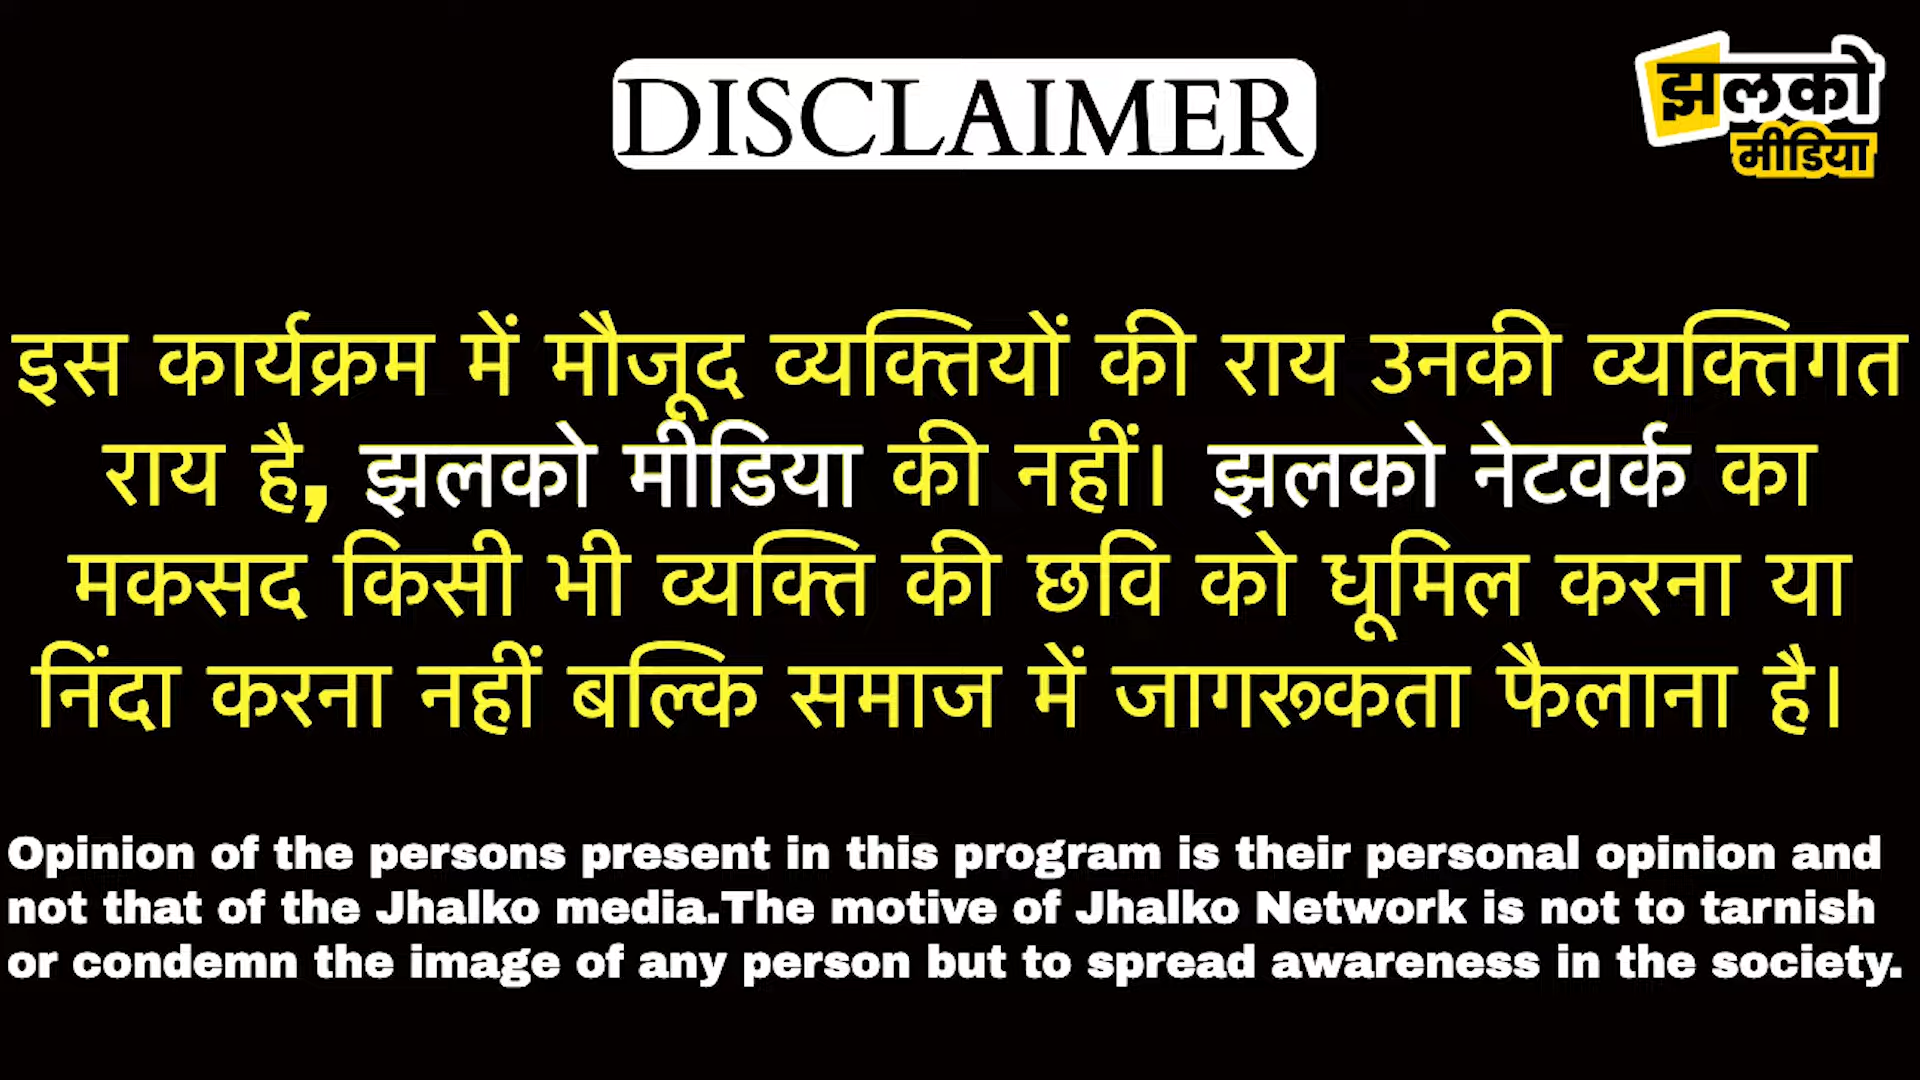 DISCLAIMER
झलको
मीडिया
इस कार्यक्रम में मौजूद व्यक्तियों की राय उनकी व्यक्तिगत
राय है, झलको मीडिया की नहीं। झलको नेटवर्क का
मकसद किसी भी व्यक्ति की छवि को धूमिल करना या
निंदा करना नहीं बल्कि समाज में जागरूकता फैलाना है।
Opinion of the persons present in this program is their personal opinion and
not that of the Jhalko media.The motive of Jhalko Network is not to tarnish
or condemn the image of any person but to spread awareness in the society.